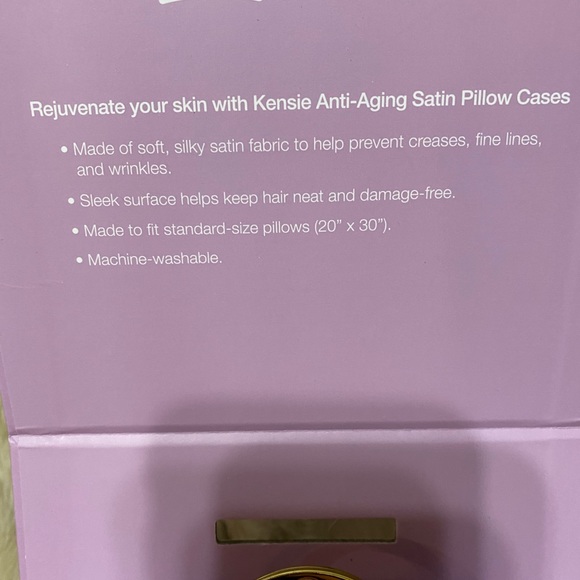 Rejuvenate your skin with Kensie Anti-Aging Satin Pillow Cases
• Made of soft, silky satin fabric to help prevent creases, fine lines,
and wrinkles.
• Sleek surface helps keep hair neat and damage-free.
• Made to fit standard-size pillows (20” x 30”).
• Machine-washable.